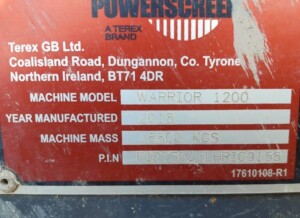 POWERSCREEN
A TEREX
BRAND
Terex GB Ltd.
Coalisland Road, Dungannon, Co. Tyrone
Northern Ireland, BT71 4DR
MACHINE MODEL WARRIOR 1200
YEAR MANUFACTURED
MACHINE MASS KGS
P.I.N
17610108-R1